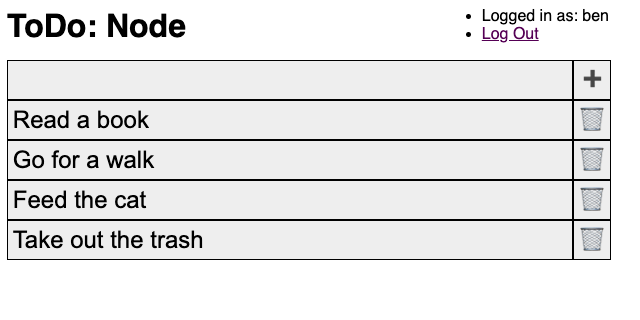 ToDo: Node
Logged in as: ben
Log Out
Read a book
Go for a walk
Feed the cat
Take out the trash